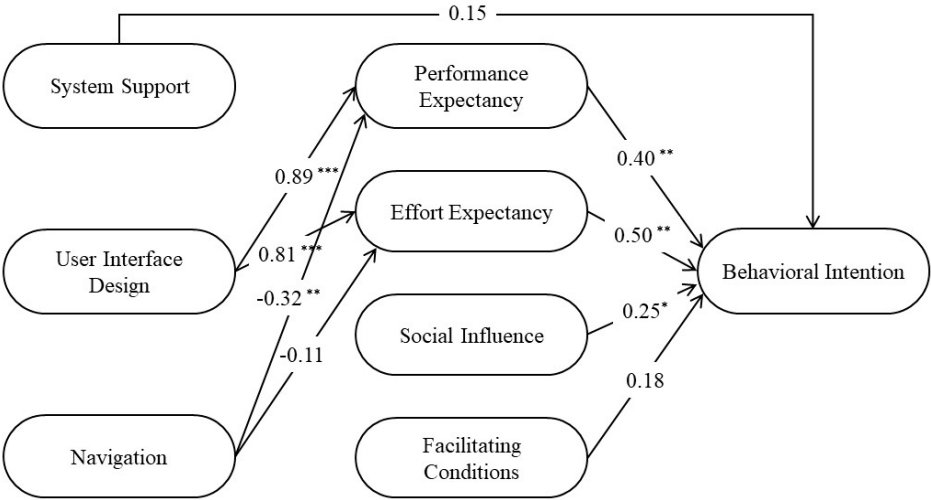 0.15
System Support
Performance
Expectancy
0.40 **
0.89 ***
Effort Expectancy
0.50 **
User Interface
Design
0.81 ***
Behavioral Intention
-0.32 **
0.25*
Social Influence
-0.11
0.18
Navigation
Facilitating
Conditions